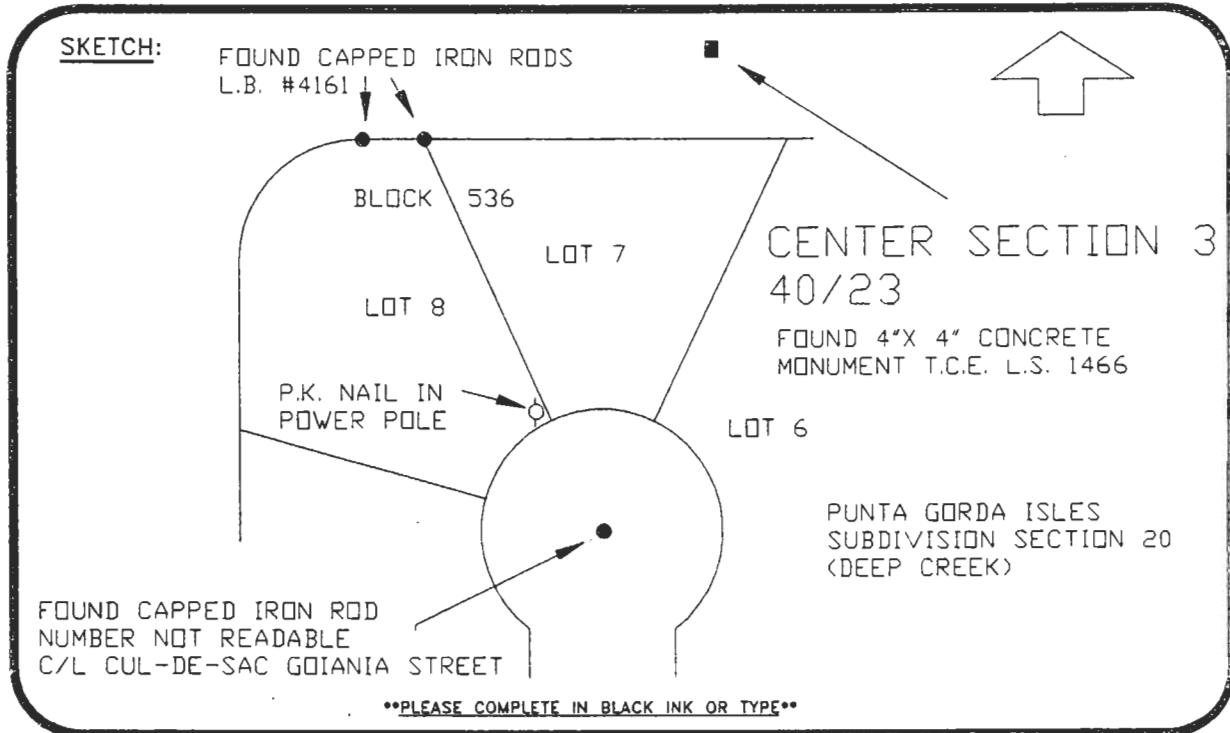 SKETCH:
FOUND CAPPED IRON RODS
L.B. #4161
BLOCK 536
LOT 7
LOT 8
CENTER SECTION 3
40/23
FOUND 4"X 4" CONCRETE
MONUMENT T.C.E. L.S. 1466
P.K. NAIL IN
POWER POLE
LOT 6
PUNTA GORDA ISLES
SUBDIVISION SECTION 20
(DEEP CREEK)
FOUND CAPPED IRON ROD
NUMBER NOT READABLE
C/L CUL-DE-SAC GOIANIA STREET
**PLEASE COMPLETE IN BLACK INK OR TYPE**